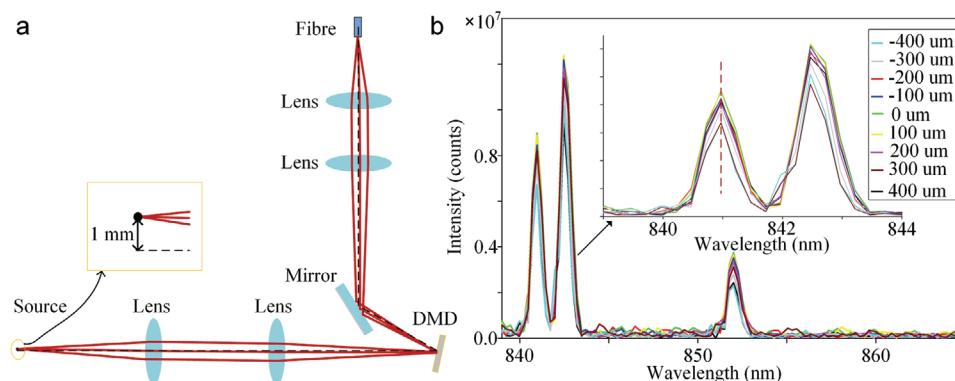 a
Fibre
Lens
Lens
1 mm
Mirror
DMD
Source
Lens
Lens
b
×10⁷
0.8
0.4
0.0
Intensity (counts)
840
850
860
Wavelength (nm)
840
842
844
Wavelength (nm)
-400 um
-300 um
-200 um
-100 um
0 um
100 um
200 um
300 um
400 um